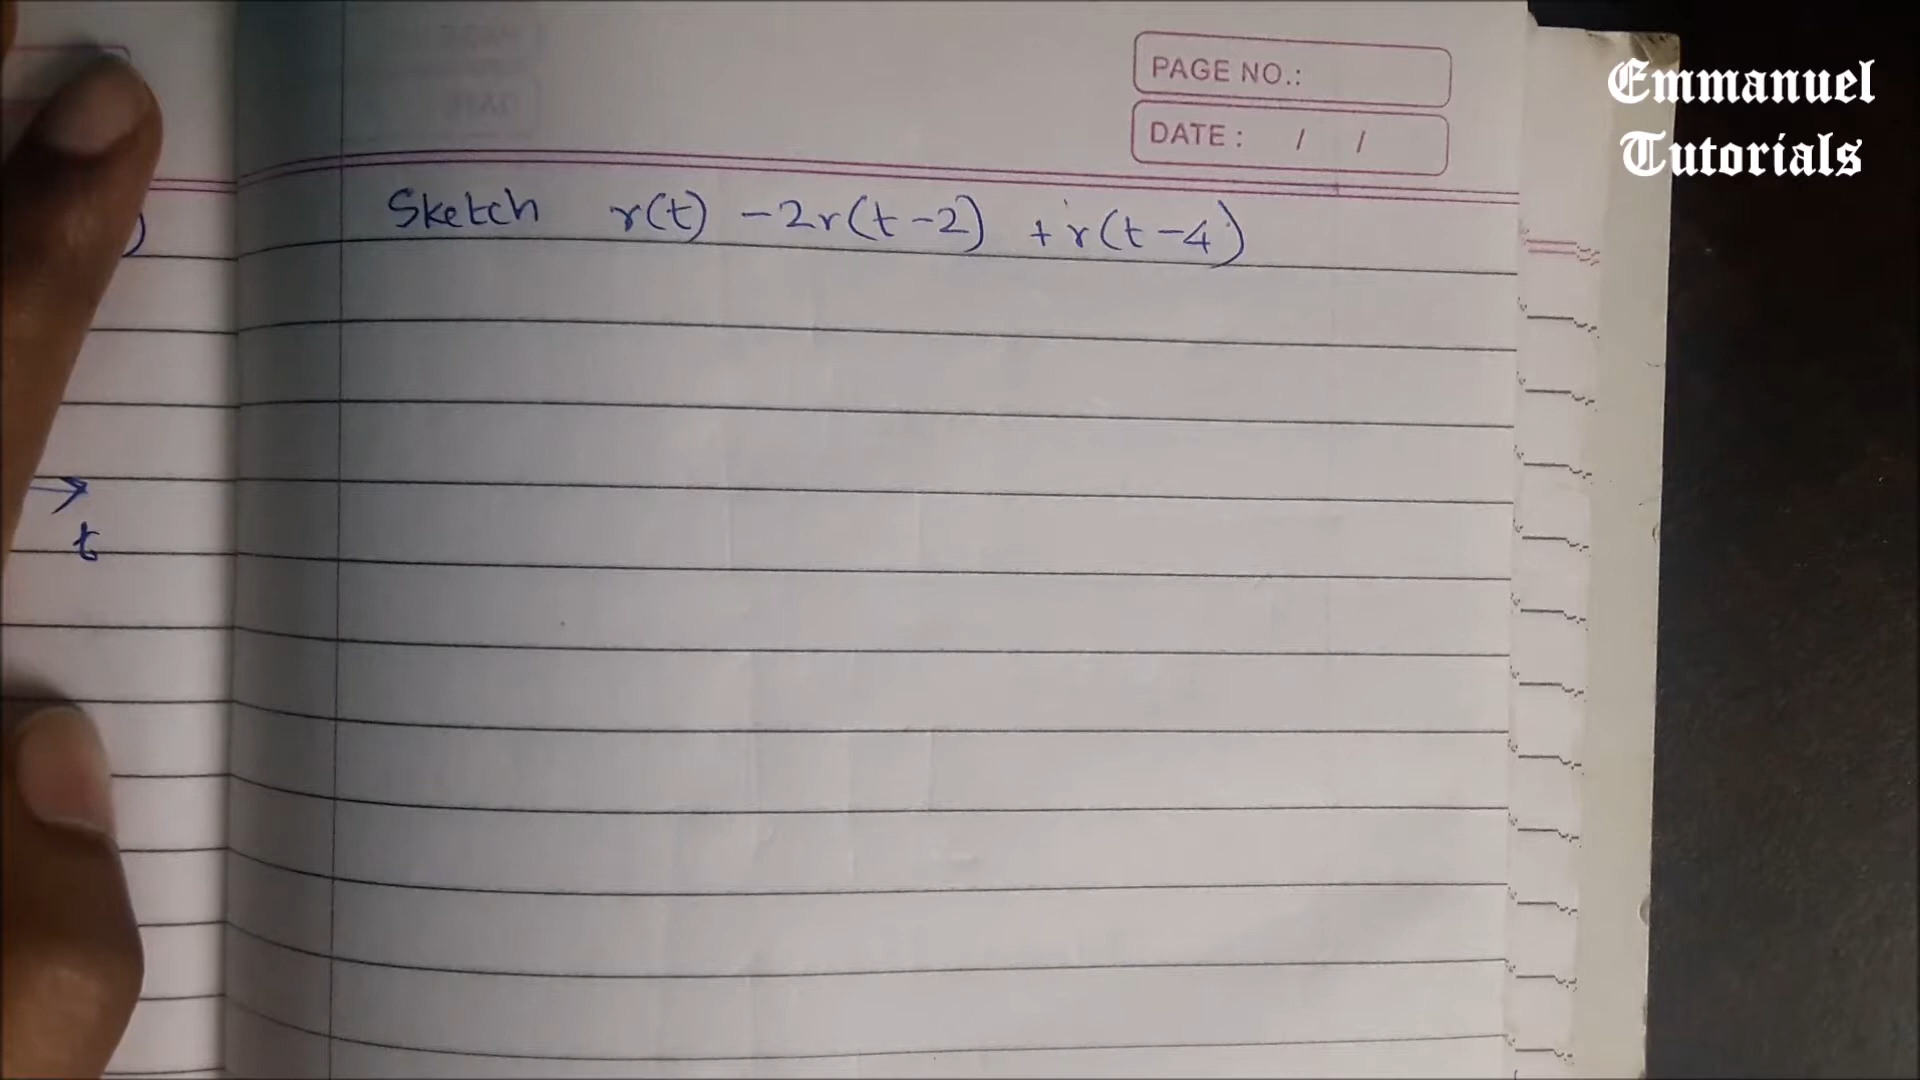 PAGE NO.:
DATE : / /
Emmanuel
Tutorials
Sketch r(t) -2r(t-2) +r(t-4)
)
t